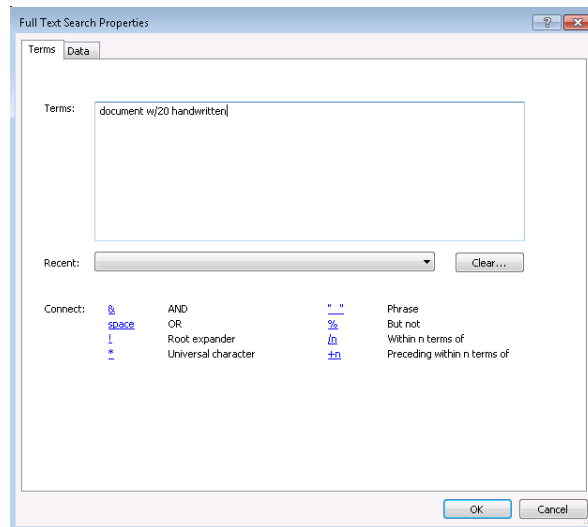 Full Text Search Properties
?
Terms Data
Terms: document w/20 handwritten
Recent: Clear...
Connect: & AND " " Phrase
space OR % But not
! Root expander /n Within n terms of
* Universal character +n Preceding within n terms of
OK Cancel